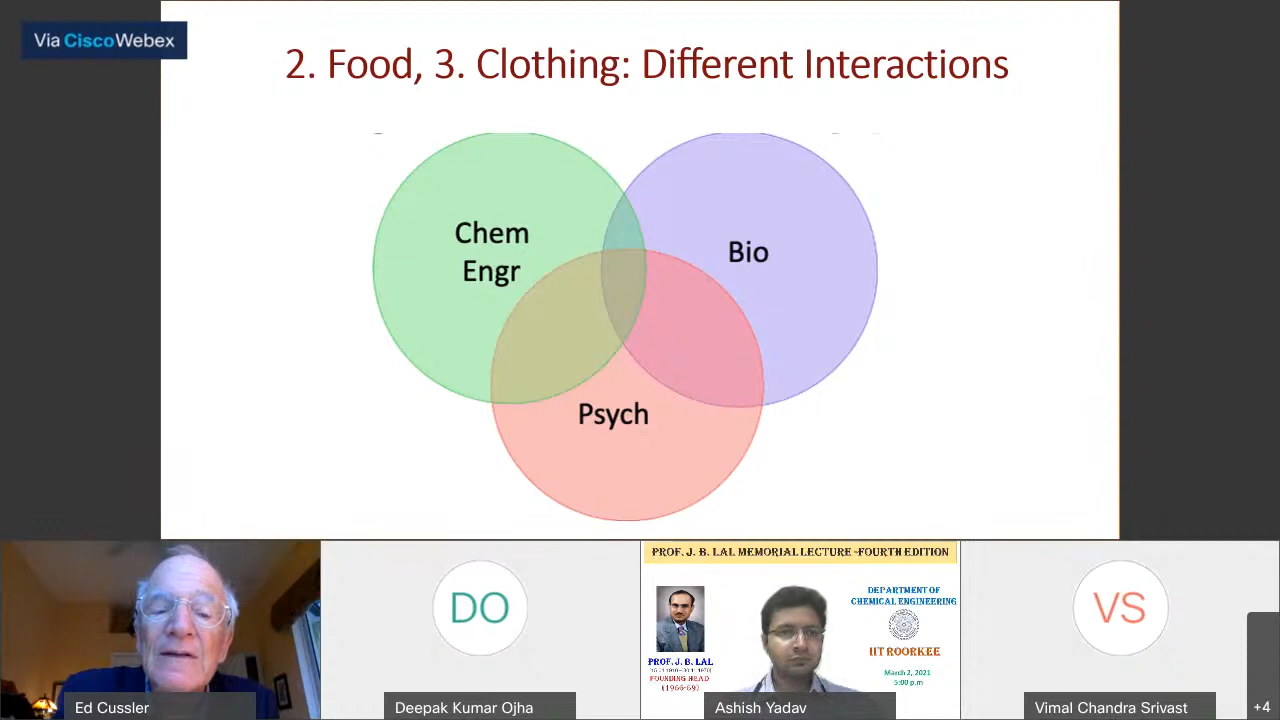 Via CiscoWebex
2. Food, 3. Clothing: Different Interactions
Chem
Engr
Bio
Psych
DO
PROF. J. B. LAL MEMORIAL LECTURE -FOURTH EDITION
DEPARTMENT OF
CHEMICAL ENGINEERING
IIT ROORKEE
March 2, 2021
5:00 p.m
PROF. J. B. LAL
FOUNDING HEAD
VS
Ed Cussler
Deepak Kumar Ojha
Ashish Yadav
Vimal Chandra Srivast
+4